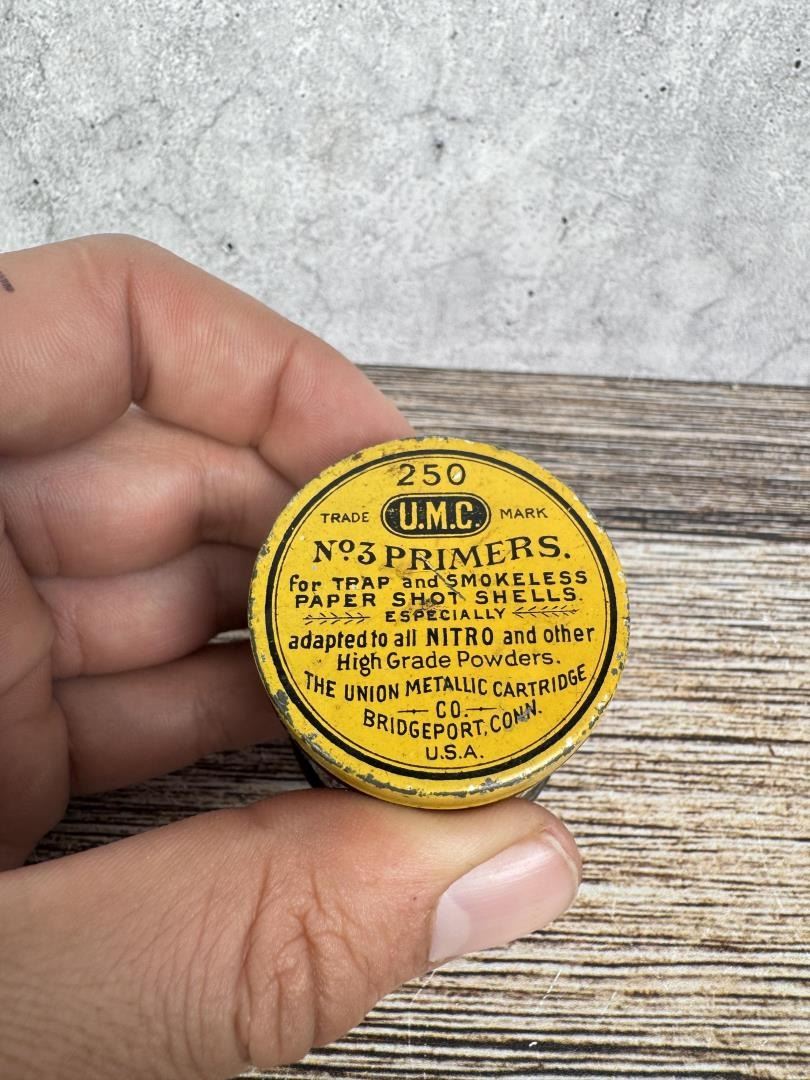 250
TRADE U.M.C. MARK
Nº3 PRIMERS.
for TRAP and SMOKELESS
PAPER SHOT SHELLS.
ESPECIALLY
adapted to all NITRO and other
High Grade Powders.
THE UNION METALLIC CARTRIDGE
CO.
BRIDGEPORT, CONN.
U.S.A.